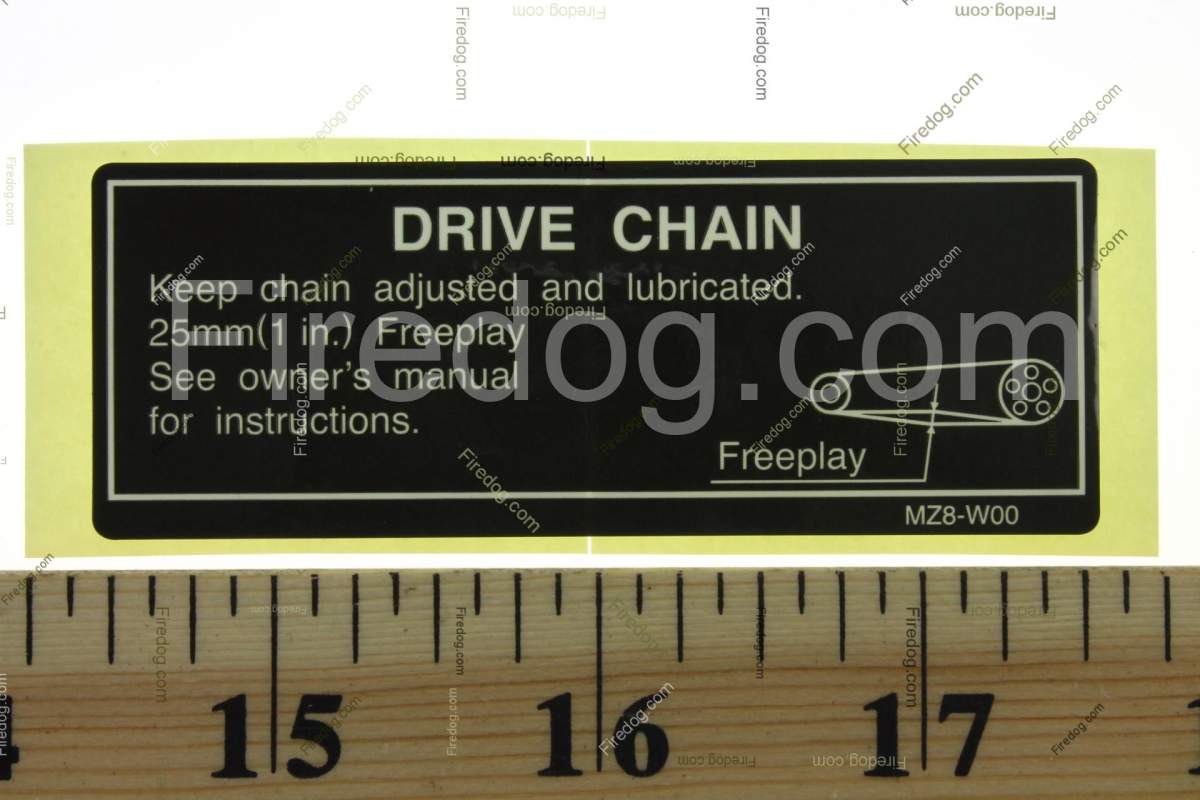 DRIVE CHAIN
Keep chain adjusted and lubricated.
25mm(1 in.) Freeplay
See owner's manual
for instructions.
Freeplay
MZ8-W00
Firedog.com
15 16 17